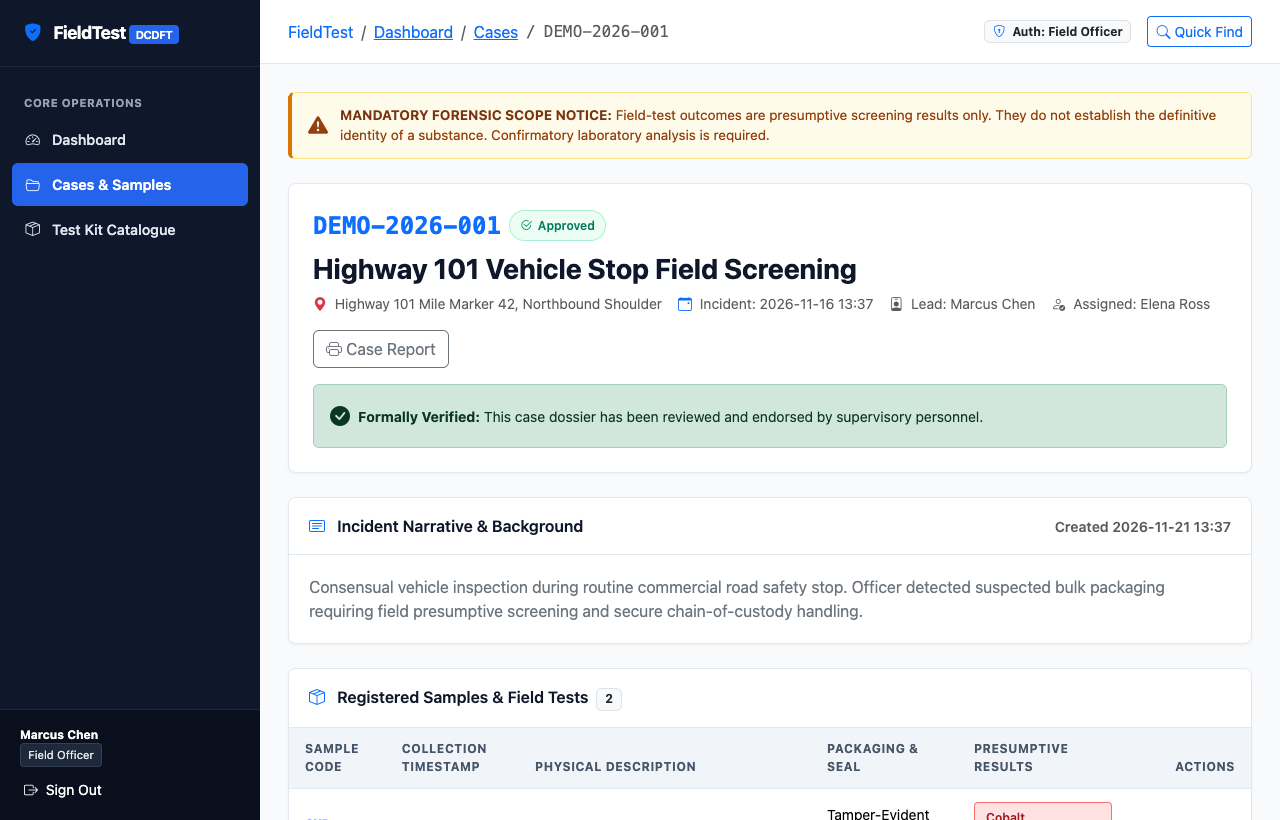 FieldTest DCDFT
CORE OPERATIONS
Dashboard
Cases & Samples
Test Kit Catalogue
Marcus Chen
Field Officer
Sign Out
FieldTest / Dashboard / Cases / DEMO-2026-001
Auth: Field Officer
Quick Find
MANDATORY FORENSIC SCOPE NOTICE: Field-test outcomes are presumptive screening results only. They do not establish the definitive
identity of a substance. Confirmatory laboratory analysis is required.
DEMO-2026-001 Approved
Highway 101 Vehicle Stop Field Screening
Highway 101 Mile Marker 42, Northbound Shoulder Incident: 2026-11-16 13:37 Lead: Marcus Chen Assigned: Elena Ross
Case Report
Formally Verified: This case dossier has been reviewed and endorsed by supervisory personnel.
Incident Narrative & Background
Created 2026-11-21 13:37
Consensual vehicle inspection during routine commercial road safety stop. Officer detected suspected bulk packaging
requiring field presumptive screening and secure chain-of-custody handling.
Registered Samples & Field Tests 2
SAMPLE CODE
COLLECTION TIMESTAMP
PHYSICAL DESCRIPTION
PACKAGING & SEAL
PRESUMPTIVE RESULTS
ACTIONS
Tamper-Evident
Cobalt